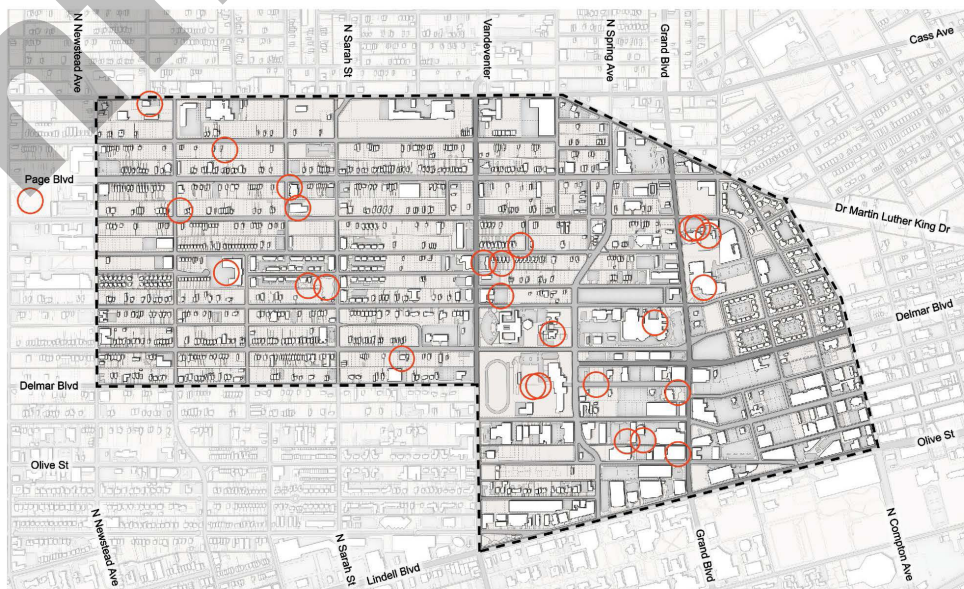 N Newstead Ave
N Sarah St
Vandeventer
N Spring Ave
Grand Blvd
Cass Ave
Page Blvd
Dr Martin Luther King Dr
Delmar Blvd
Delmar Blvd
Olive St
Olive St
N Newstead Ave
N Sarah St
Lindell Blvd
Grand Blvd
N Compton Ave